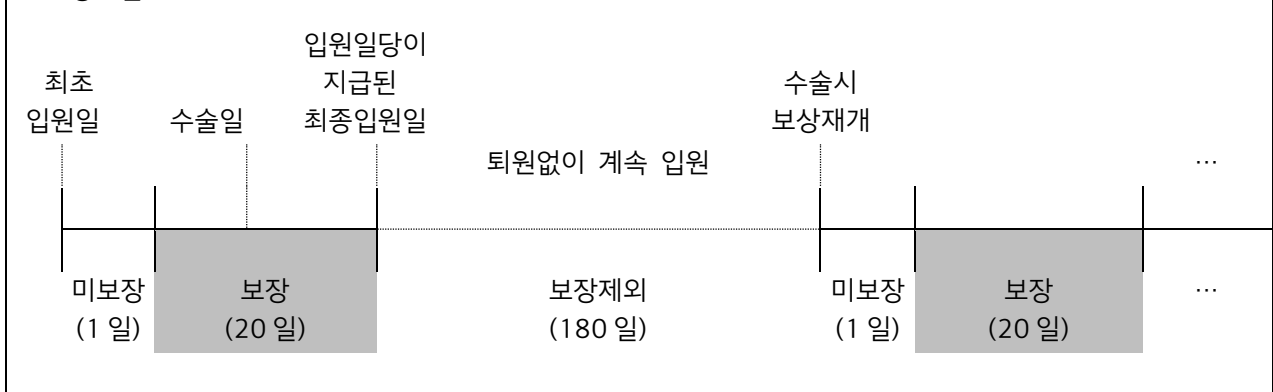 입원일당이
최초 지급된 수술시
입원일 수술일 최종입원일 보상재개
퇴원없이 계속 입원 …
미보장 보장 보장제외 미보장 보장 …
(1 일) (20 일) (180 일) (1 일) (20 일)